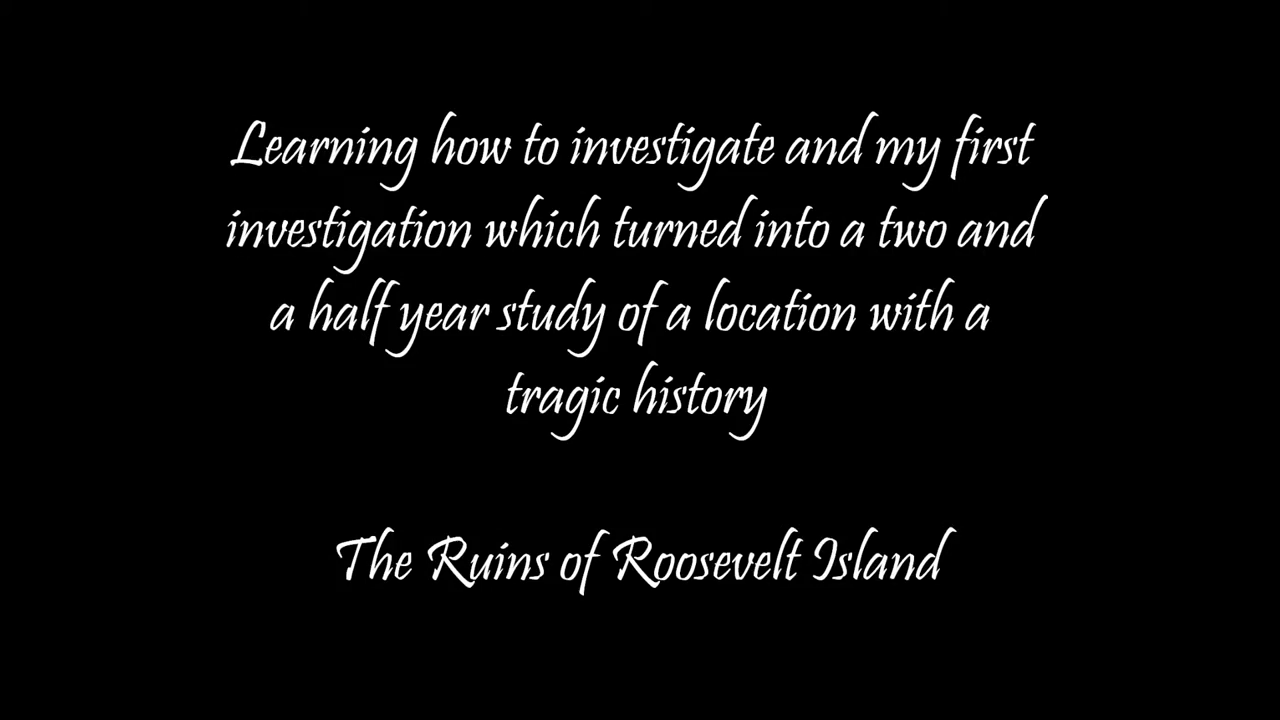 Learning how to investigate and my first
investigation which turned into a two and
a half year study of a location with a
tragic history
The Ruins of Roosevelt Island